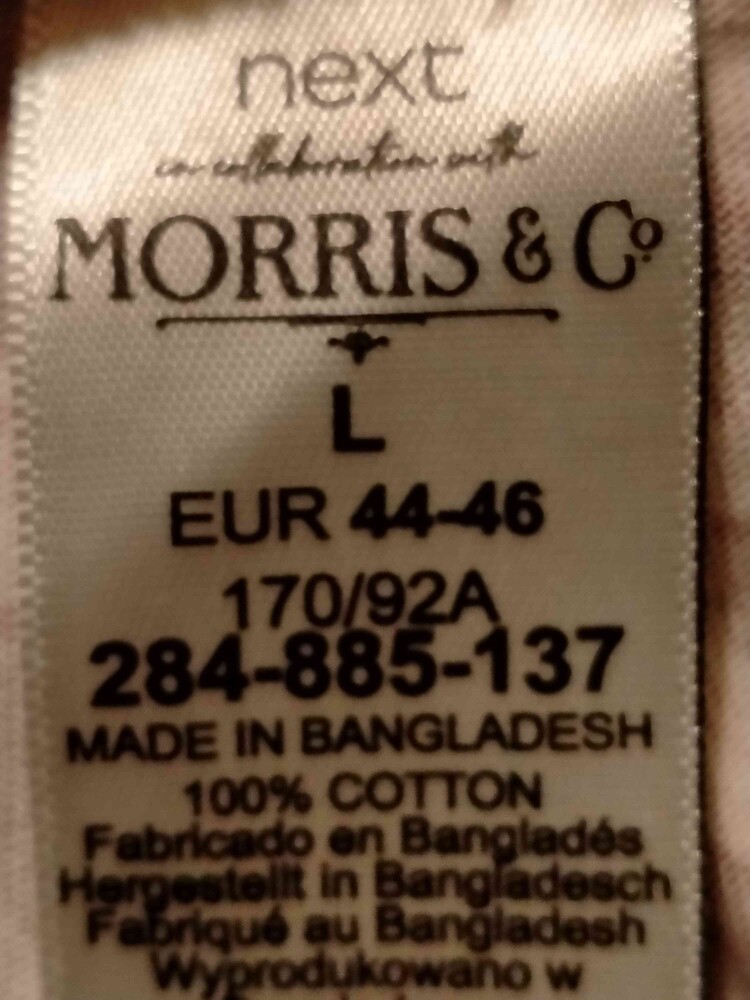 next
in collaboration with
MORRIS & Co.
L
EUR 44-46
170/92A
284-885-137
MADE IN BANGLADESH
100% COTTON
Fabricado en Bangladés
Hergestellt in Bangladesch
Fabriqué au Bangladesh
Wyprodukowano w